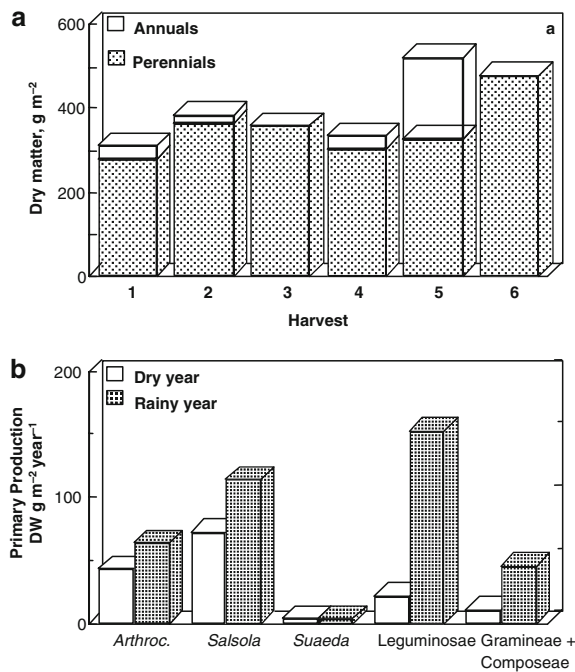 a
600
400
200
0
Dry matter, g m⁻²
Annuals
Perennials
a
1 2 3 4 5 6
Harvest
b
200
100
0
Primary Production
DW g m⁻² year⁻¹
Dry year
Rainy year
Arthroc. Salsola Suaeda Leguminosae Gramineae +
Composeae